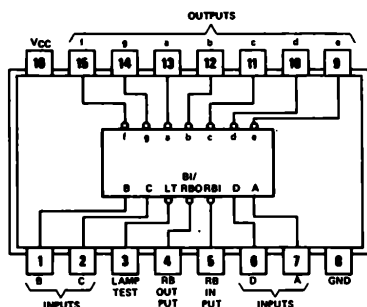 OUTPUTS
VCC f g a b c d e
16 15 14 13 12 11 10 9
f g a b c d e
BI/
B C LT RBO RBI D A
1 2 3 4 5 6 7 8
B C LAMP RB RB D A GND
INPUTS TEST OUT IN INPUTS
PUT PUT